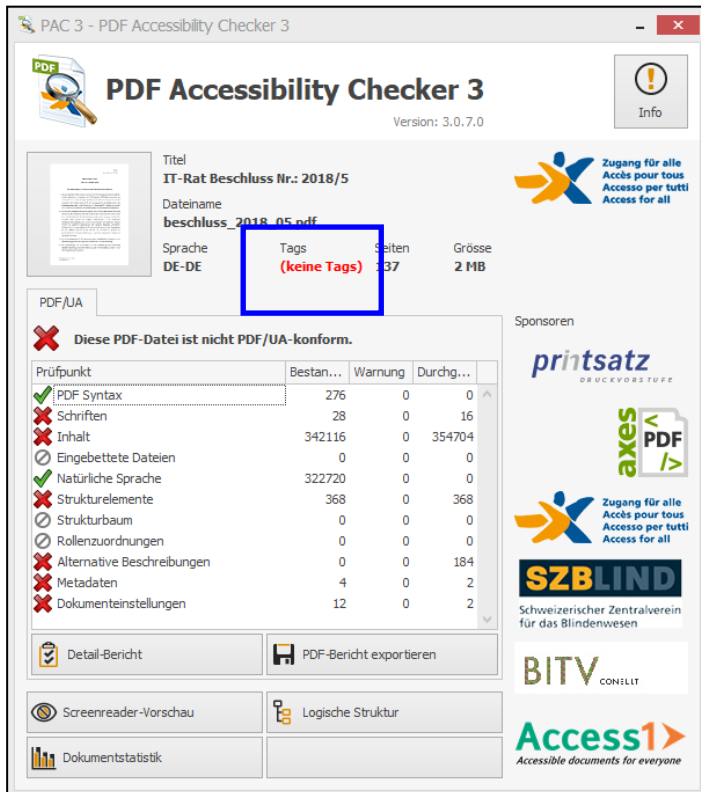 PAC 3 - PDF Accessibility Checker 3
PDF
PDF Accessibility Checker 3
Version: 3.0.7.0
Info
Titel
IT-Rat Beschluss Nr.: 2018/5
Dateiname
beschluss_2018_05.pdf
Sprache Tags Seiten Grösse
DE-DE (keine Tags) 137 2 MB
Zugang für alle
Accès pour tous
Accesso per tutti
Access for all
PDF/UA
Diese PDF-Datei ist nicht PDF/UA-konform.
Prüfpunkt Bestan... Warnung Durchg...
PDF Syntax 276 0 0
Schriften 28 0 16
Inhalt 342116 0 354704
Eingebettete Dateien 0 0 0
Natürliche Sprache 322720 0 0
Strukturelemente 368 0 368
Strukturbaum 0 0 0
Rollenzuordnungen 0 0 0
Alternative Beschreibungen 0 0 184
Metadaten 4 0 2
Dokumenteinstellungen 12 0 2
Detail-Bericht
PDF-Bericht exportieren
Screenreader-Vorschau
Logische Struktur
Dokumentstatistik
Sponsoren
printsatz
DRUCKVORSTUFE
axes
< PDF />
Zugang für alle
Accès pour tous
Accesso per tutti
Access for all
SZBLIND
Schweizerischer Zentralverein
für das Blindenwesen
BITV CONSULT
Access1
Accessible documents for everyone